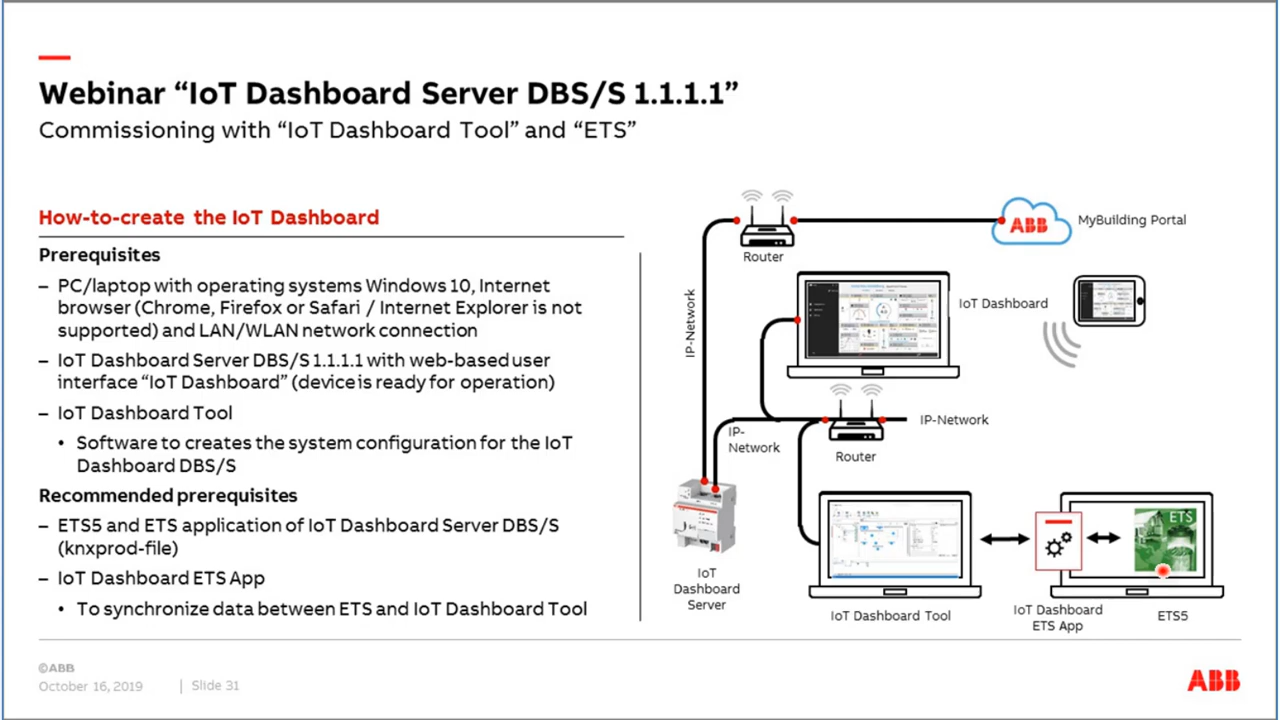 Webinar “IoT Dashboard Server DBS/S 1.1.1.1”
Commissioning with “IoT Dashboard Tool” and “ETS”
How-to-create the IoT Dashboard
Prerequisites
– PC/laptop with operating systems Windows 10, Internet
browser (Chrome, Firefox or Safari / Internet Explorer is not
supported) and LAN/WLAN network connection
– IoT Dashboard Server DBS/S 1.1.1.1 with web-based user
interface “IoT Dashboard” (device is ready for operation)
– IoT Dashboard Tool
• Software to creates the system configuration for the IoT
Dashboard DBS/S
Recommended prerequisites
– ETS5 and ETS application of IoT Dashboard Server DBS/S
(knxprod-file)
– IoT Dashboard ETS App
• To synchronize data between ETS and IoT Dashboard Tool
Router
ABB
MyBuilding Portal
IP-Network
IoT Dashboard
IP-
Network
Router
IP-Network
IoT
Dashboard
Server
IoT Dashboard Tool
IoT Dashboard
ETS App
ETS
ETS5
©ABB
October 16, 2019 | Slide 31
ABB